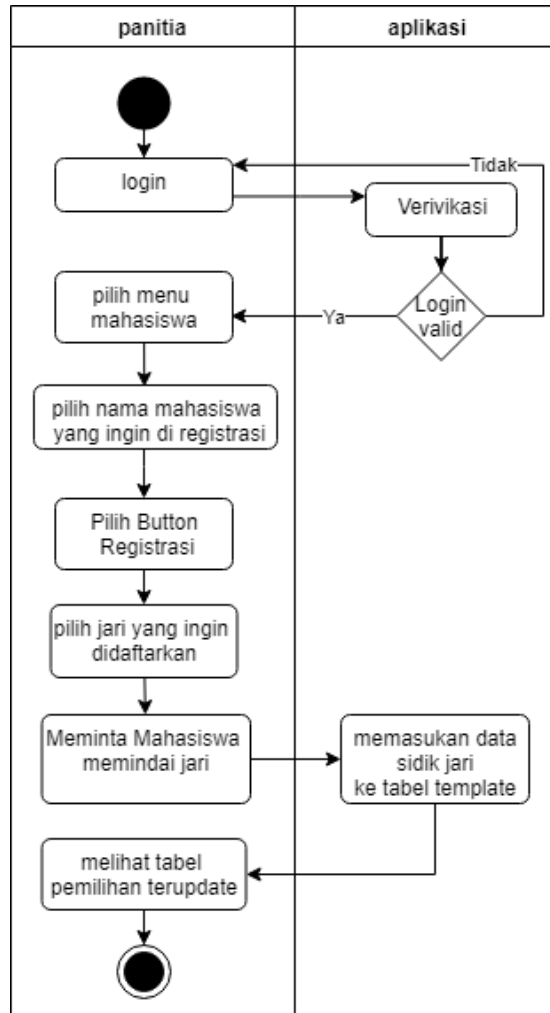 panitia
aplikasi
login
Tidak
Verivikasi
pilih menu
mahasiswa
Ya
Login
valid
pilih nama mahasiswa
yang ingin di registrasi
Pilih Button
Registrasi
pilih jari yang ingin
didaftarkan
Meminta Mahasiswa
memindai jari
memasukan data
sidik jari
ke tabel template
melihat tabel
pemilihan terupdate